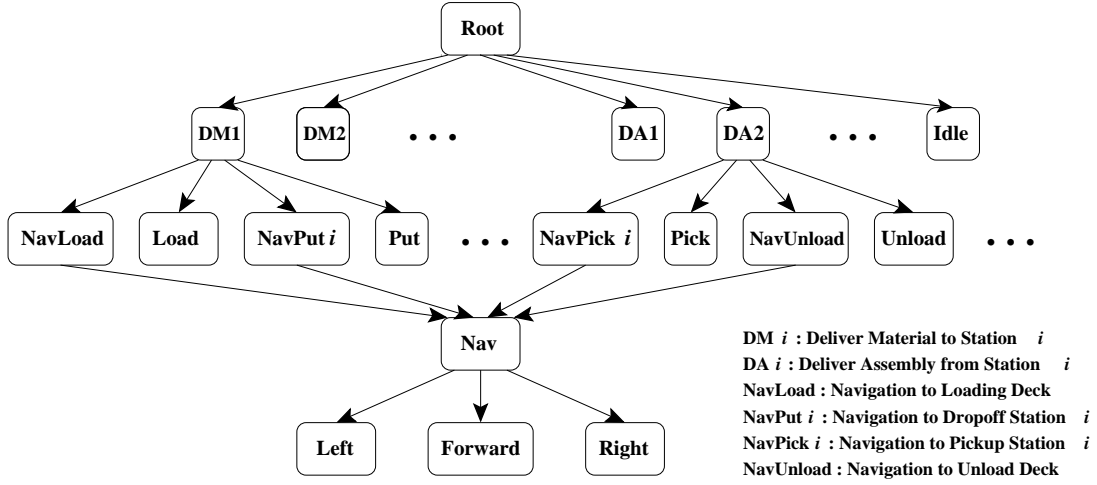 Root
DM1 DM2 • • • DA1 DA2 • • • Idle
NavLoad Load NavPut i Put • • • NavPick i Pick NavUnload Unload • • •
Nav
Left Forward Right
DM i : Deliver Material to Station i
DA i : Deliver Assembly from Station i
NavLoad : Navigation to Loading Deck
NavPut i : Navigation to Dropoff Station i
NavPick i : Navigation to Pickup Station i
NavUnload : Navigation to Unload Deck